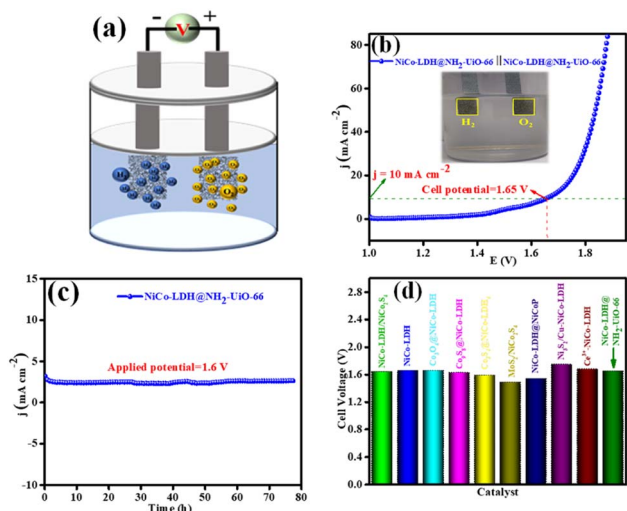 (a)
- V +
H₂
O₂
(b)
NiCo-LDH@NH₂-UiO-66 || NiCo-LDH@NH₂-UiO-66
H₂ O₂
j = 10 mA cm⁻²
Cell potential=1.65 V
j (mA cm⁻²)
80
60
40
20
0
1.0 1.2 1.4 1.6 1.8
E (V)
(c)
NiCo-LDH@NH₂-UiO-66
Applied potential=1.6 V
j (mA cm⁻²)
15
10
5
0
-5
-10
0 10 20 30 40 50 60 70 80
Time (h)
(d)
Cell Voltage (V)
2.8
2.4
2.0
1.6
1.2
0.6
0.0
NiCo-LDH/NiCo₂S₄
NiCo-LDH
Co₃O₄@NiCo-LDH
Co₉S₈@NiCo-LDH
MoS₂/NiCo₂S₄
NiCo-LDH@NiCoP
Ni₃S₂/Cu-NiCo-LDH
Ce³⁺-NiCo-LDH
NiCo-LDH@
NH₂-UiO-66
Catalyst